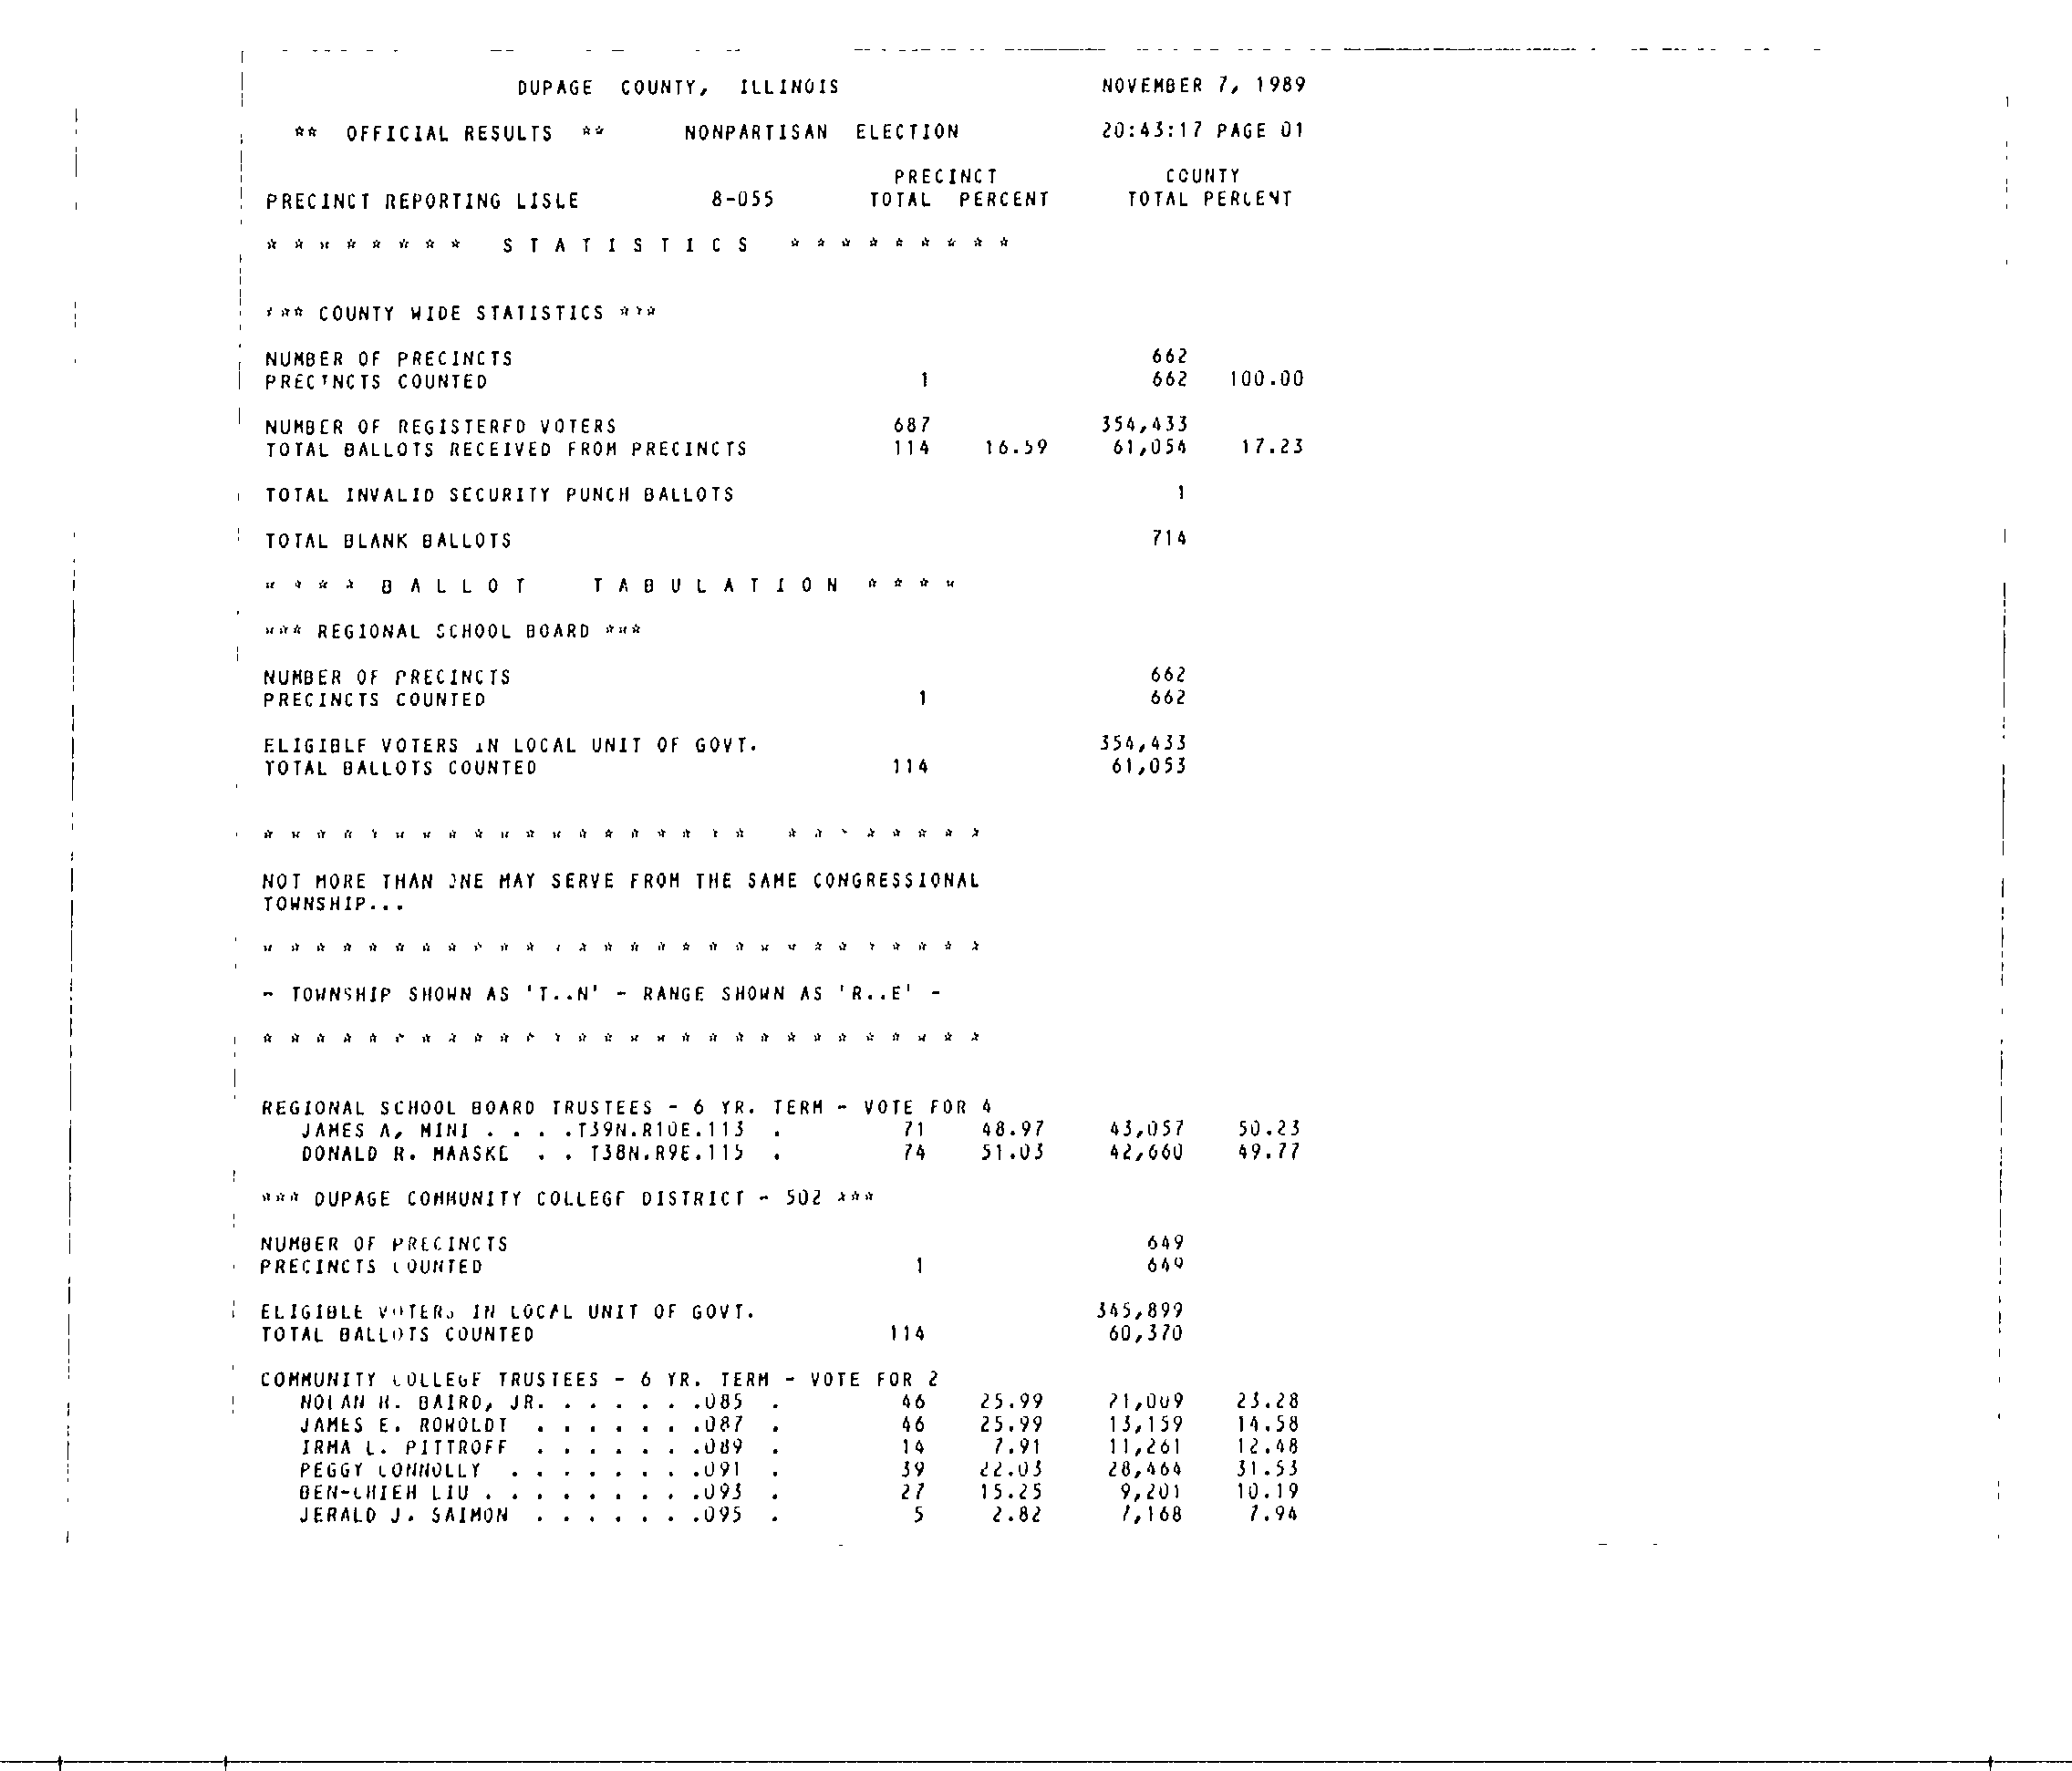 DUPAGE COUNTY, ILLINOIS NOVEMBER 7, 1989
** OFFICIAL RESULTS ** NONPARTISAN ELECTION 20:43:17 PAGE 01
PRECINCT COUNTY
PRECINCT REPORTING LISLE 8-055 TOTAL PERCENT TOTAL PERCENT
* * * * * * * * S T A T I S T I C S * * * * * * * * *
*** COUNTY WIDE STATISTICS ***
NUMBER OF PRECINCTS 662
PRECINCTS COUNTED 1 662 100.00
NUMBER OF REGISTERED VOTERS 687 354,433
TOTAL BALLOTS RECEIVED FROM PRECINCTS 114 16.59 61,054 17.23
TOTAL INVALID SECURITY PUNCH BALLOTS 1
TOTAL BLANK BALLOTS 714
* * * * B A L L O T T A B U L A T I O N * * * *
*** REGIONAL SCHOOL BOARD ***
NUMBER OF PRECINCTS 662
PRECINCTS COUNTED 1 662
ELIGIBLE VOTERS IN LOCAL UNIT OF GOVT. 354,433
TOTAL BALLOTS COUNTED 114 61,053
* * * * * * * * * * * * * * * * * * * * * * * * * * *
NOT MORE THAN ONE MAY SERVE FROM THE SAME CONGRESSIONAL
TOWNSHIP...
* * * * * * * * * * * * * * * * * * * * * * * * * * * *
- TOWNSHIP SHOWN AS 'T..N' - RANGE SHOWN AS 'R..E' -
* * * * * * * * * * * * * * * * * * * * * * * * * * * *
REGIONAL SCHOOL BOARD TRUSTEES - 6 YR. TERM - VOTE FOR 4
JAMES A, MINI . . . .T39N.R10E.113 . 71 48.97 43,057 50.23
DONALD R. MAASKE . . T38N.R9E.115 . 74 51.03 42,660 49.77
*** DUPAGE COMMUNITY COLLEGE DISTRICT - 502 ***
NUMBER OF PRECINCTS 649
PRECINCTS COUNTED 1 649
ELIGIBLE VOTERS IN LOCAL UNIT OF GOVT. 345,899
TOTAL BALLOTS COUNTED 114 60,370
COMMUNITY COLLEGE TRUSTEES - 6 YR. TERM - VOTE FOR 2
NOLAN H. BAIRD, JR. . . . . . .085 . 46 25.99 21,009 23.28
JAMES E. ROWOLDT . . . . . . .087 . 46 25.99 13,159 14.58
IRMA L. PITTROFF . . . . . . .089 . 14 7.91 11,261 12.48
PEGGY CONNOLLY . . . . . . . .091 . 39 22.03 28,464 31.53
BEN-CHIEH LIU . . . . . . . . .093 . 27 15.25 9,201 10.19
JERALD J. SAIMON . . . . . . .095 . 5 2.82 7,168 7.94